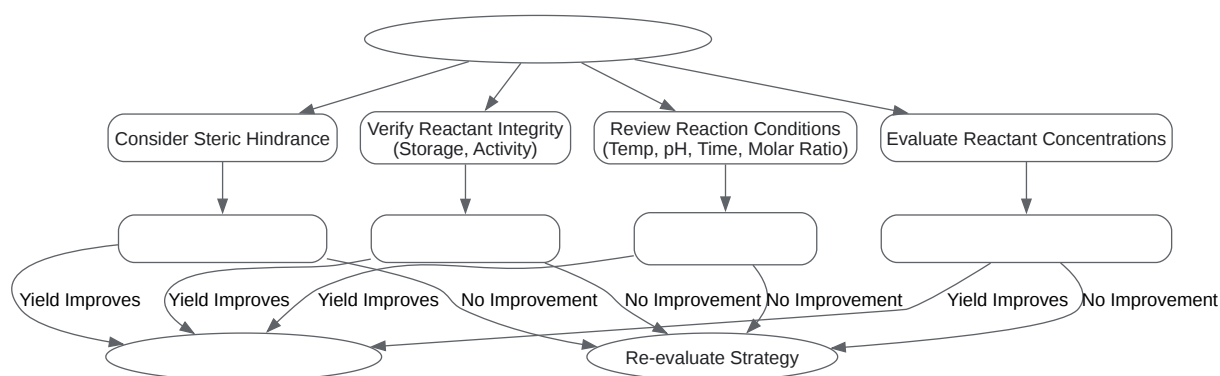 Consider Steric Hindrance
Verify Reactant Integrity
(Storage, Activity)
Review Reaction Conditions
(Temp, pH, Time, Molar Ratio)
Evaluate Reactant Concentrations
Yield Improves
Yield Improves
Yield Improves
No Improvement
No Improvement
No Improvement
Yield Improves
No Improvement
Re-evaluate Strategy